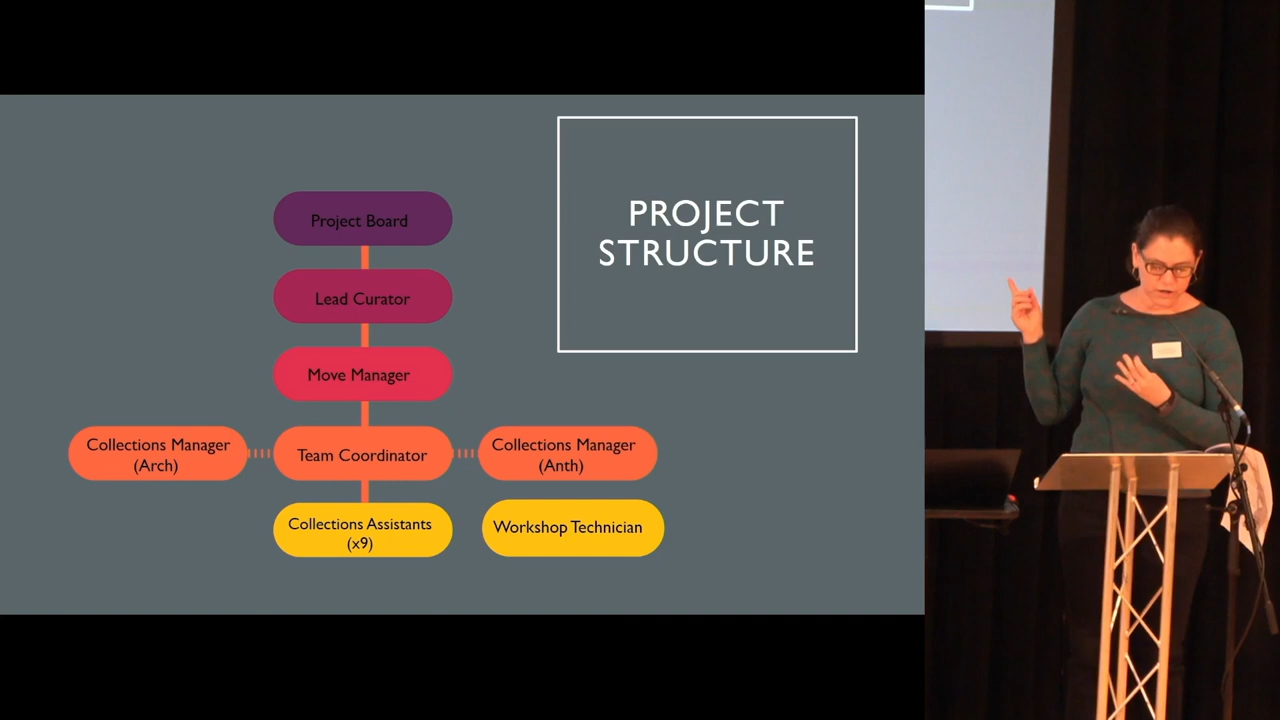 PROJECT
STRUCTURE
Project Board
Lead Curator
Move Manager
Collections Manager
(Arch)
Team Coordinator
Collections Manager
(Anth)
Collections Assistants
(x9)
Workshop Technician